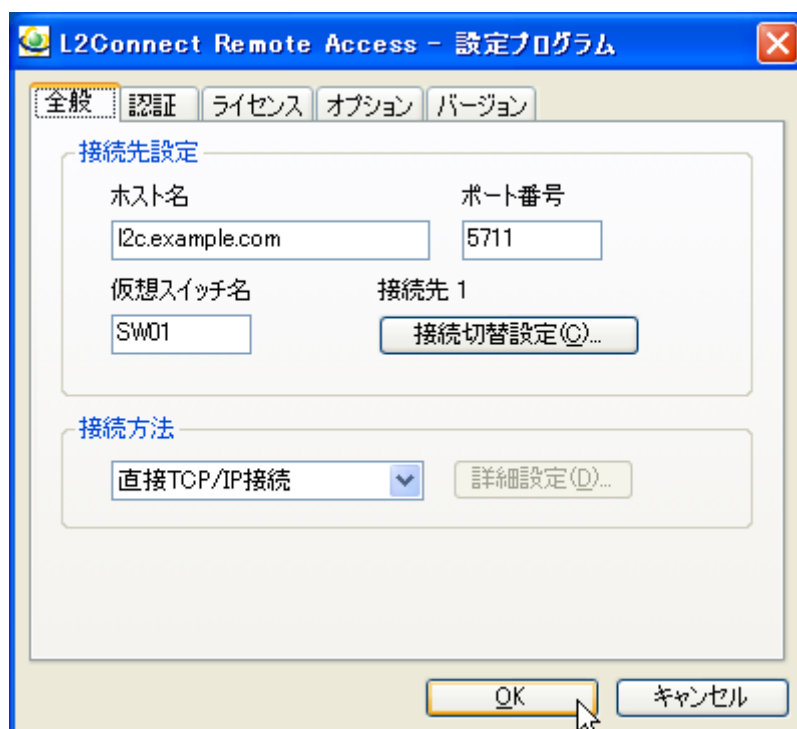 L2Connect Remote Access - 設定プログラム
全般 認証 ライセンス オプション バージョン
接続先設定
ホスト名 ポート番号
l2c.example.com 5711
仮想スイッチ名 接続先 1
SW01 接続切替設定(C)...
接続方法
直接TCP/IP接続 詳細設定(D)...
OK キャンセル